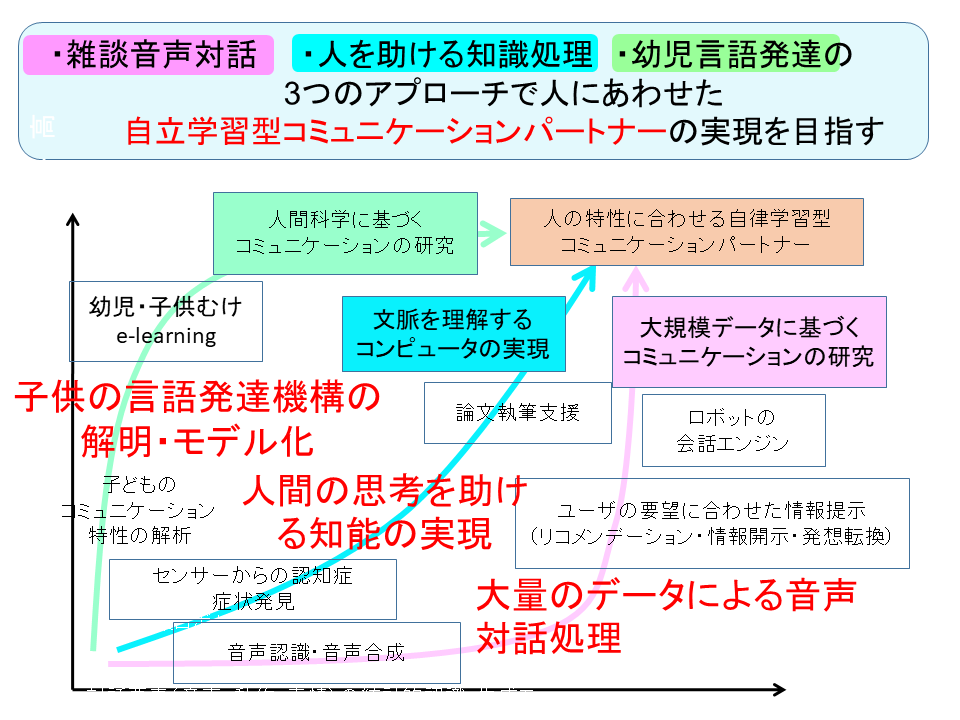 ・雑談音声対話 ・人を助ける知識処理 ・幼児言語発達の
3つのアプローチで人にあわせた
自立学習型コミュニケーションパートナーの実現を目指す
人間科学に基づく
コミュニケーションの研究
人の特性に合わせる自律学習型
コミュニケーションパートナー
幼児・子供むけ
e-learning
文脈を理解する
コンピュータの実現
大規模データに基づく
コミュニケーションの研究
子供の言語発達機構の
解明・モデル化
論文執筆支援
ロボットの
会話エンジン
子どもの
コミュニケーション
特性の解析
人間の思考を助け
る知能の実現
ユーザの要望に合わせた情報提示
(リコメンデーション・情報開示・発想転換)
センサーからの認知症
症状発見
大量のデータによる音声
対話処理
音声認識・音声合成